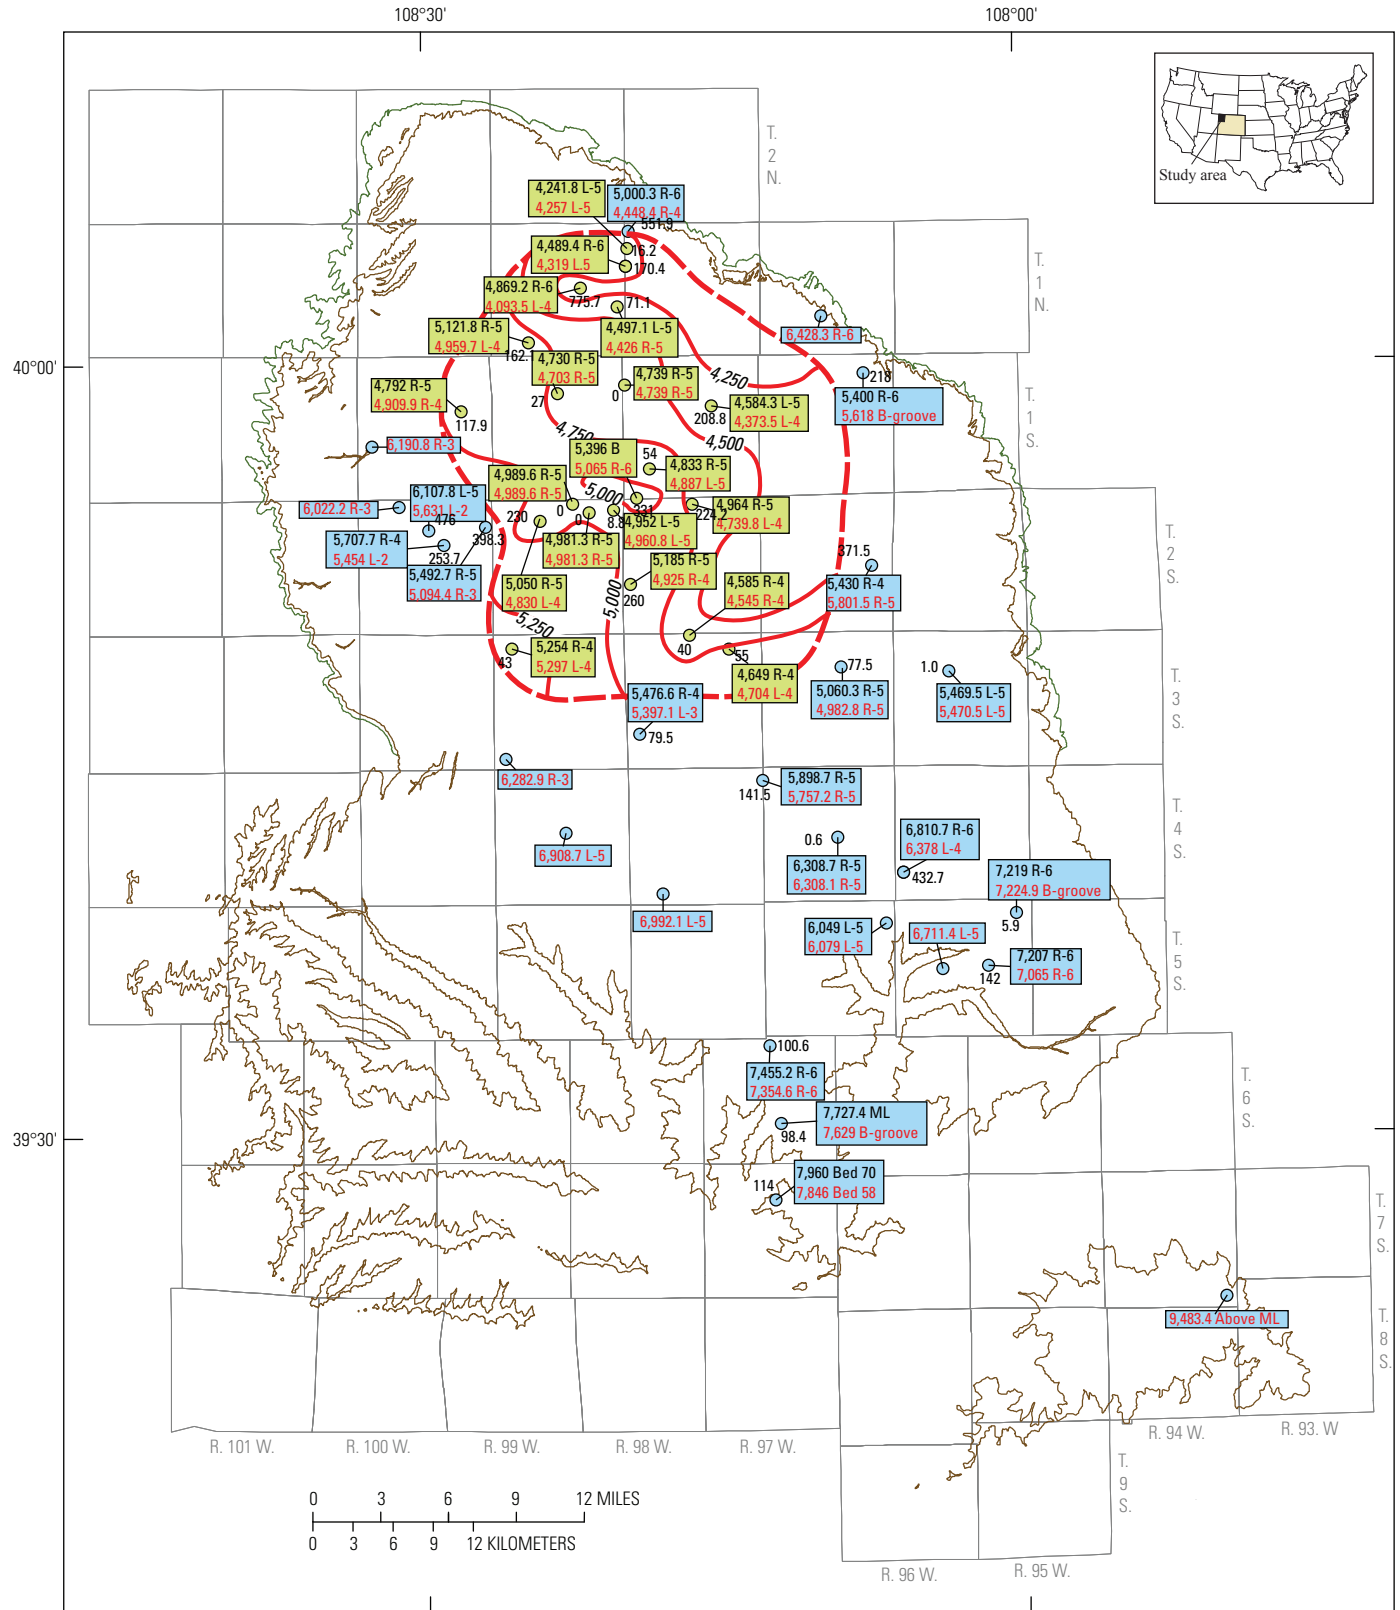 108°30'
108°00'
Study area
T.
2
N.
4,241.8 L-5
4,257 L-5
5,000.3 R-6
4,448.4 R-4
551.9
16.2
4,489.4 R-6
4,319 L.5
170.4
T.
1
N.
4,869.2 R-6
4,093.5 L-4
775.7
71.1
4,497.1 L-5
4,426 R-5
6,428.3 R-6
5,121.8 R-5
4,959.7 L-4
162.1
40°00'
4,730 R-5
4,703 R-5
27
4,739 R-5
4,739 R-5
0
4,250
218
5,400 R-6
5,618 B-groove
4,792 R-5
4,909.9 R-4
117.9
4,584.3 L-5
4,373.5 L-4
208.8
T.
1
S.
4,750
4,500
6,190.8 R-3
5,396 B
5,065 R-6
331
54
4,833 R-5
4,887 L-5
4,989.6 R-5
4,989.6 R-5
0
5,000
6,107.8 L-5
5,631 L-2
476
6,022.2 R-3
4,964 R-5
4,739.8 L-4
224.2
230
0
8.8
4,952 L-5
4,960.8 L-5
5,707.7 R-4
5,454 L-2
253.7
398.3
4,981.3 R-5
4,981.3 R-5
T.
2
S.
371.5
5,492.7 R-5
5,094.4 R-3
5,050 R-5
4,830 L-4
5,185 R-5
4,925 R-4
260
5,000
4,585 R-4
4,545 R-4
40
5,430 R-4
5,801.5 R-5
5,250
5,254 R-4
5,297 L-4
43
55
4,649 R-4
4,704 L-4
77.5
5,060.3 R-5
4,982.8 R-5
1.0
5,469.5 L-5
5,470.5 L-5
T.
3
S.
5,476.6 R-4
5,397.1 L-3
79.5
6,282.9 R-3
141.5
5,898.7 R-5
5,757.2 R-5
T.
4
S.
6,908.7 L-5
0.6
6,308.7 R-5
6,308.1 R-5
6,810.7 R-6
6,378 L-4
432.7
7,219 R-6
7,224.9 B-groove
5.9
6,992.1 L-5
6,049 L-5
6,079 L-5
6,711.4 L-5
T.
5
S.
142
7,207 R-6
7,065 R-6
100.6
7,455.2 R-6
7,354.6 R-6
T.
6
S.
39°30'
7,727.4 ML
7,629 B-groove
98.4
114
7,960 Bed 70
7,846 Bed 58
T.
7
S.
9,483.4 Above ML
T.
8
S.
R. 101 W.
R. 100 W.
R. 99 W.
R. 98 W.
R. 97 W.
R. 94 W.
R. 93. W
T.
9
S.
0 3 6 9 12 MILES
0 3 6 9 12 KILOMETERS
R. 96 W.
R. 95 W.